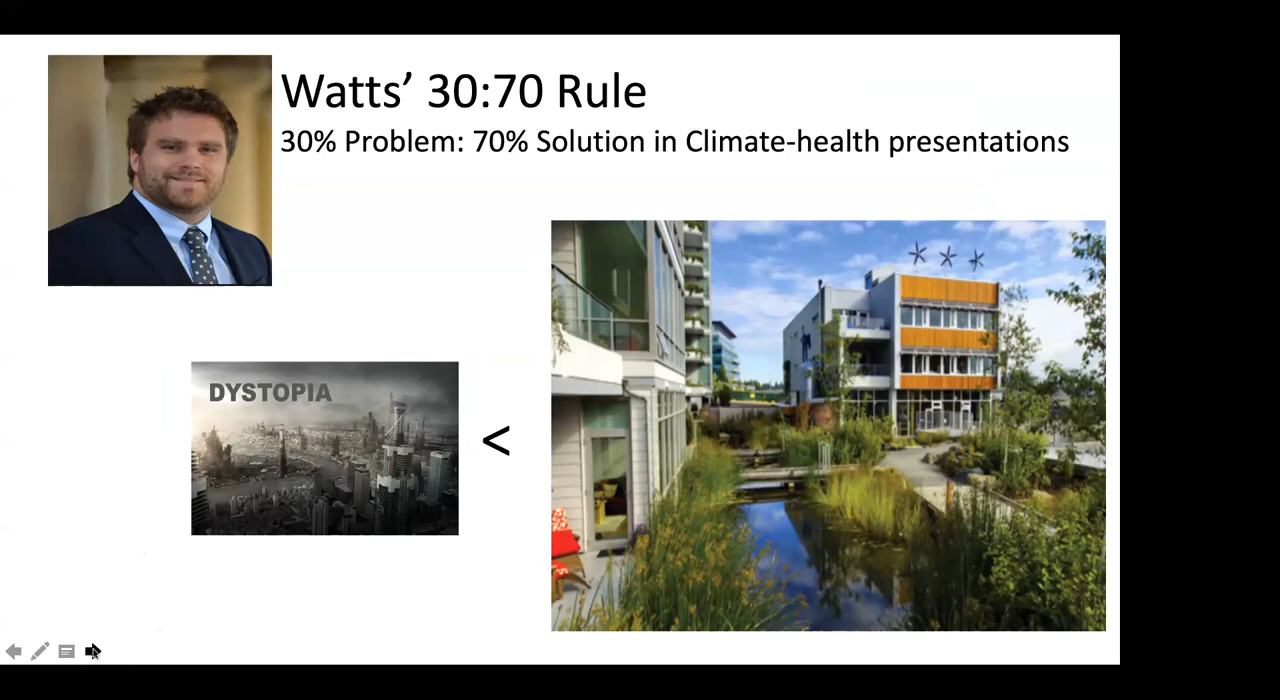 Watts’ 30:70 Rule
30% Problem: 70% Solution in Climate-health presentations
DYSTOPIA
<